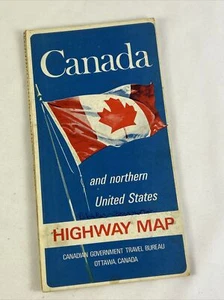 Canada
and northern
United States
HIGHWAY MAP
CANADIAN GOVERNMENT TRAVEL BUREAU
OTTAWA, CANADA